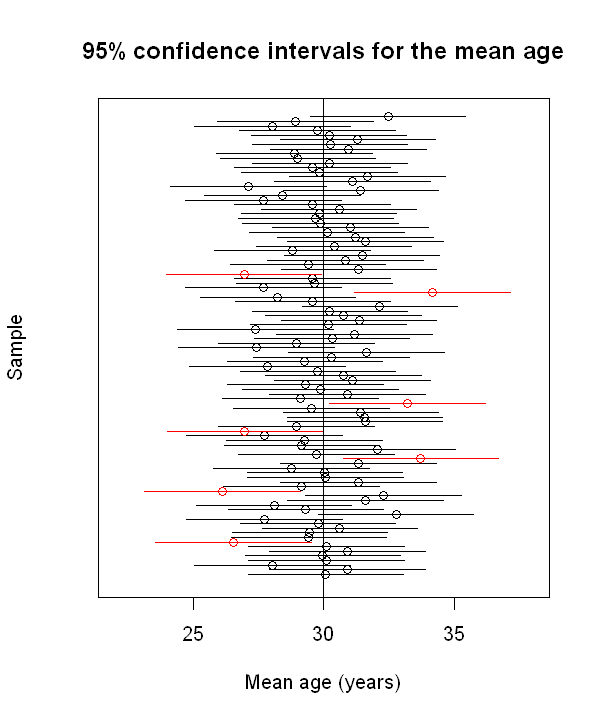 95% confidence intervals for the mean age
Sample
25 30 35
Mean age (years)